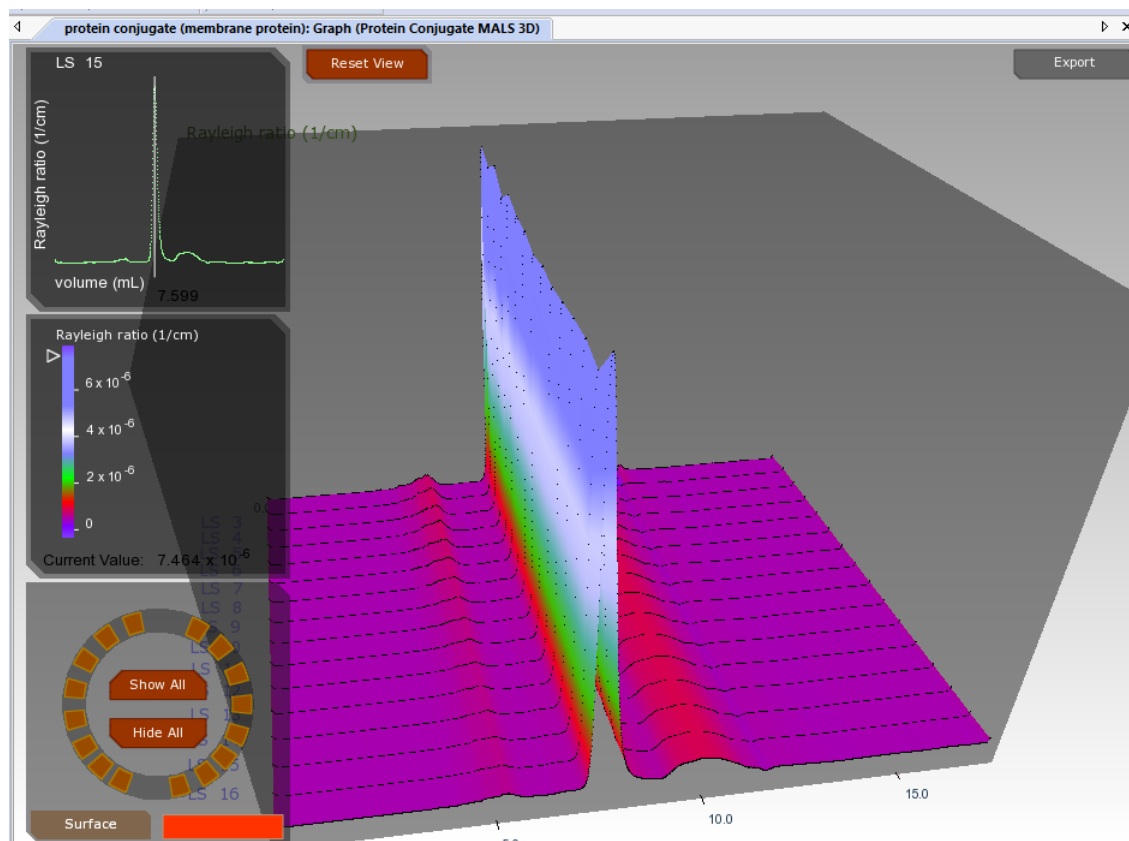 protein conjugate (membrane protein): Graph (Protein Conjugate MALS 3D)
LS 15
Reset View
Export
Rayleigh ratio (1/cm)
Rayleigh ratio (1/cm)
volume (mL)
7.599
Rayleigh ratio (1/cm)
6 x 10⁻⁶
4 x 10⁻⁶
2 x 10⁻⁶
0
Current Value: 7.464 x 10⁻⁶
LS 3
LS 4
LS 7
LS 8
LS 9
LS 16
Show All
Hide All
Surface
10.0
15.0